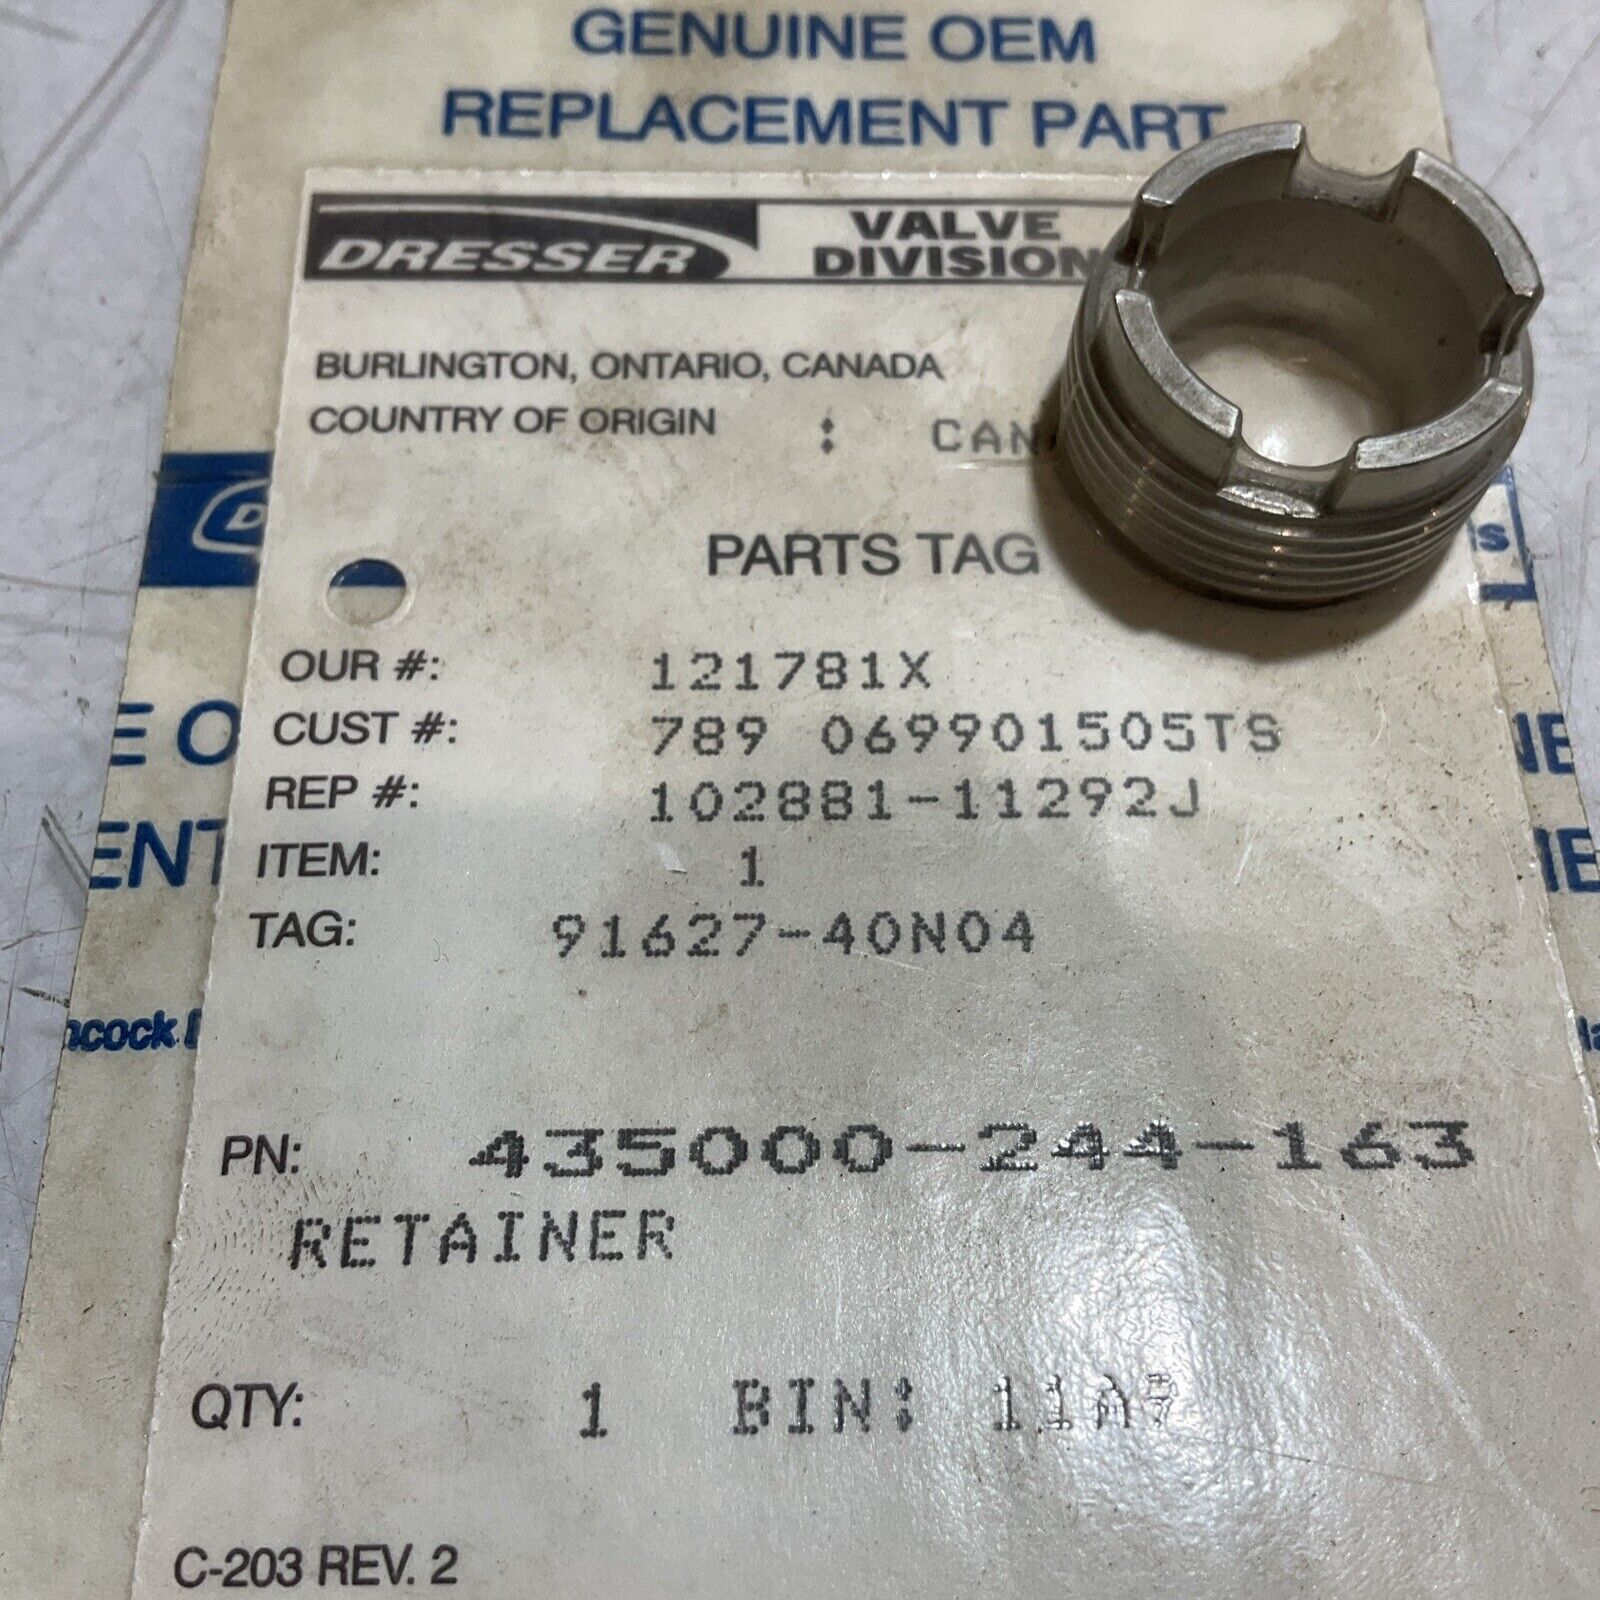 GENUINE OEM
REPLACEMENT PART
DRESSER VALVE DIVISION
BURLINGTON, ONTARIO, CANADA
COUNTRY OF ORIGIN : CAN
PARTS TAG
OUR #: 121781X
CUST #: 789 069901505TS
REP #: 102881-11292J
ITEM: 1
TAG: 91627-40N04
PN: 435000-244-163
RETAINER
QTY: 1 BIN: 11A
C-203 REV. 2